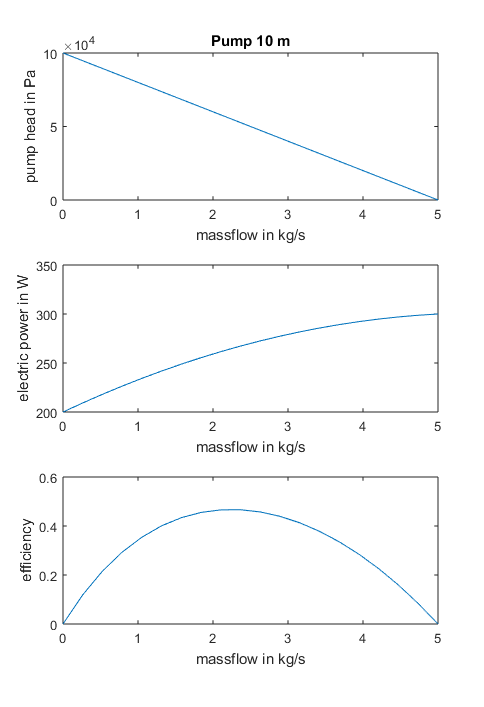 Pump 10 m
×10⁴
10
5
0
pump head in Pa
0 1 2 3 4 5
massflow in kg/s
350
300
250
200
electric power in W
0 1 2 3 4 5
massflow in kg/s
0.6
0.4
0.2
0
efficiency
0 1 2 3 4 5
massflow in kg/s